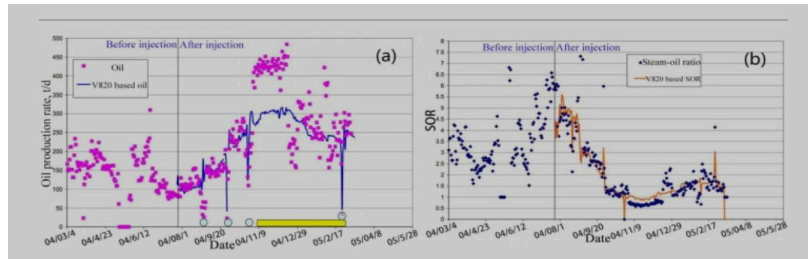 500
450
400
350
300
250
200
150
100
50
0
Oil production rate, t/d
Before injection After injection
(a)
Oil
V820 based oil
04/03/4 04/4/23 04/6/12 04/08/1 04/9/20 04/11/9 04/12/29 05/2/17 05/4/8 05/5/28
Date
8
7.5
7
6.5
6
5.5
5
4.5
4
3.5
3
2.5
2
1.5
1
0.5
0
SOR
Before injection After injection
(b)
Steam-oil ratio
V820 based SOR
04/03/4 04/4/23 04/6/12 04/08/1 04/9/20 04/11/9 04/12/29 05/2/17 05/4/8 05/5/28
Date